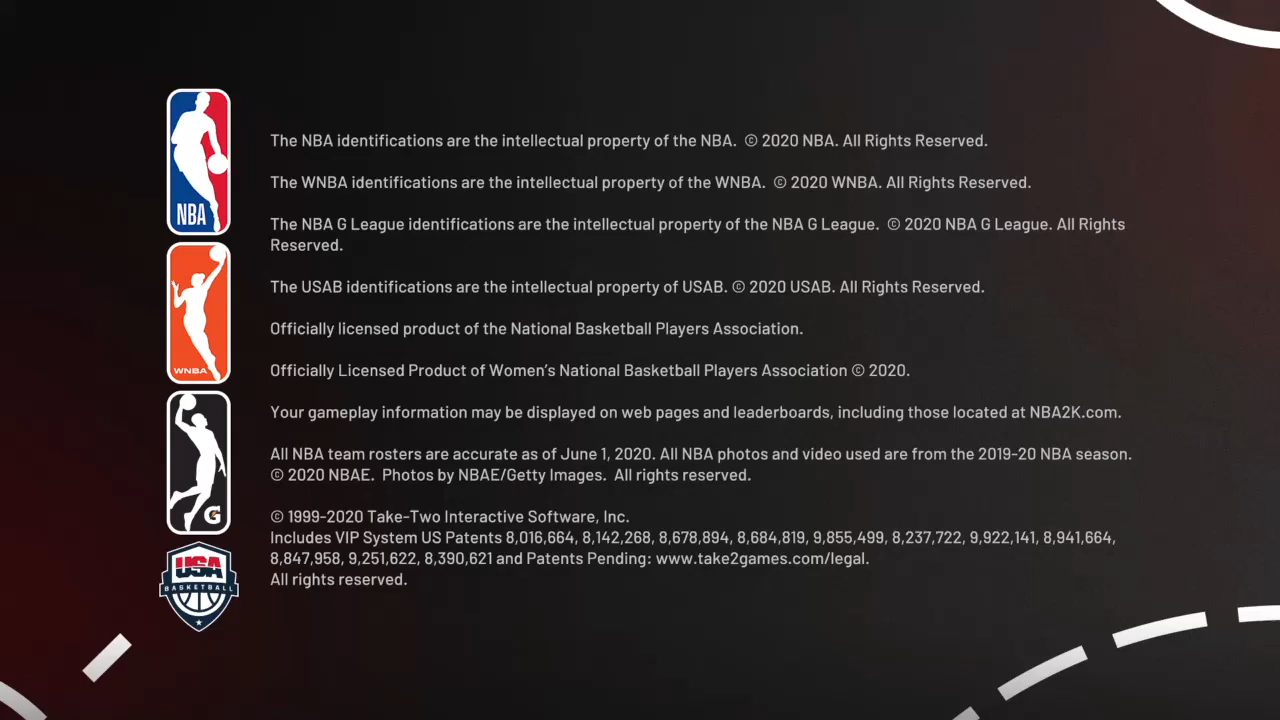 The NBA identifications are the intellectual property of the NBA.  © 2020 NBA. All Rights Reserved.
The WNBA identifications are the intellectual property of the WNBA.  © 2020 WNBA. All Rights Reserved.
The NBA G League identifications are the intellectual property of the NBA G League.  © 2020 NBA G League. All Rights
Reserved.
The USAB identifications are the intellectual property of USAB. © 2020 USAB. All Rights Reserved.
Officially licensed product of the National Basketball Players Association.
Officially Licensed Product of Women’s National Basketball Players Association © 2020.
Your gameplay information may be displayed on web pages and leaderboards, including those located at NBA2K.com.
All NBA team rosters are accurate as of June 1, 2020. All NBA photos and video used are from the 2019-20 NBA season.
© 2020 NBAE.  Photos by NBAE/Getty Images.  All rights reserved.
© 1999-2020 Take-Two Interactive Software, Inc.
Includes VIP System US Patents 8,016,664, 8,142,268, 8,678,894, 8,684,819, 9,855,499, 8,237,722, 9,922,141, 8,941,664,
8,847,958, 9,251,622, 8,390,621 and Patents Pending: www.take2games.com/legal.
All rights reserved.
NBA
WNBA
G
USA
BASKETBALL